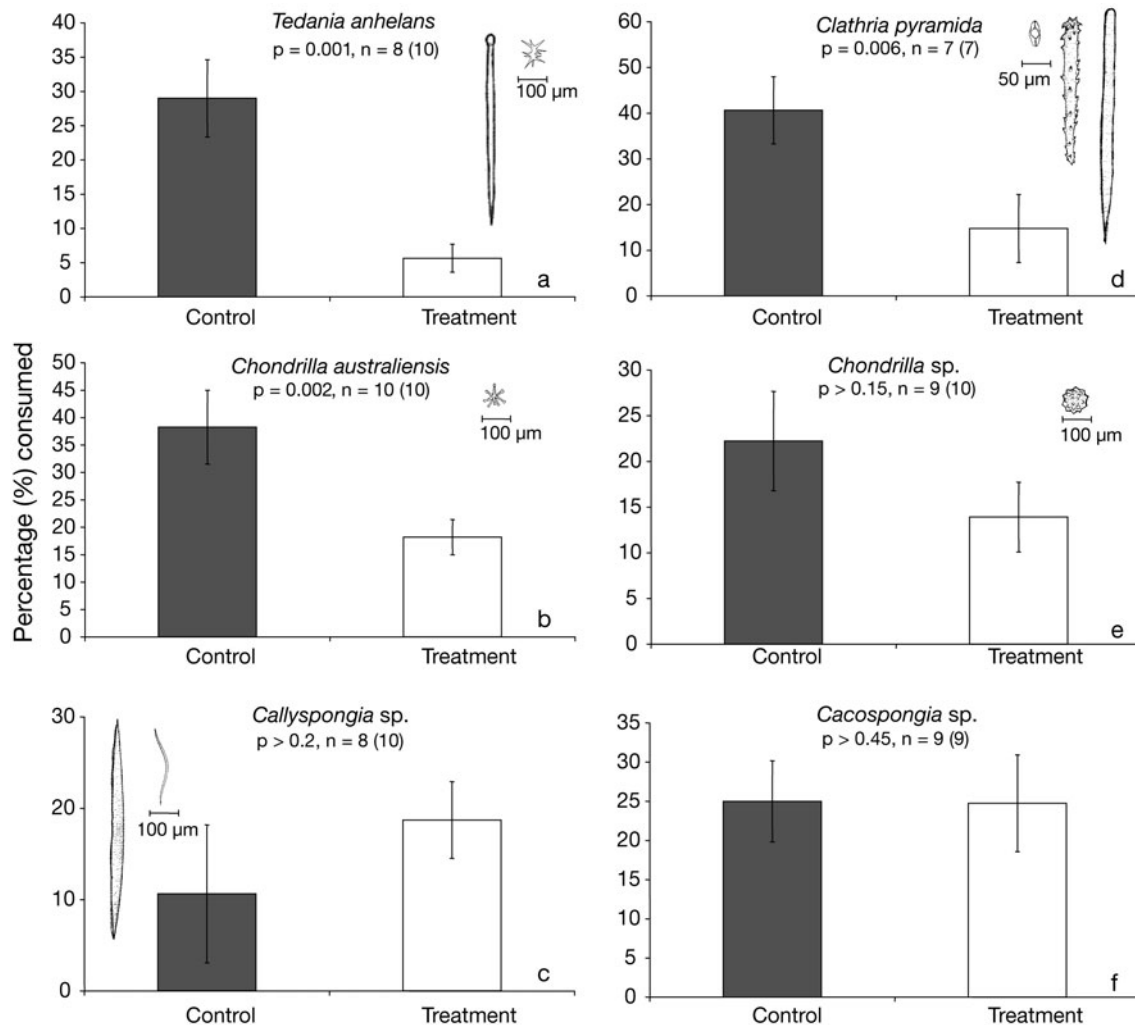 Percentage (%) consumed
Tedania anhelans
p = 0.001, n = 8 (10)
100 µm
40
35
30
25
20
15
10
5
0
a
Control Treatment
Clathria pyramida
p = 0.006, n = 7 (7)
50 µm
60
50
40
30
20
10
0
d
Control Treatment
Chondrilla australiensis
p = 0.002, n = 10 (10)
100 µm
50
45
40
35
30
25
20
15
10
5
0
b
Control Treatment
Chondrilla sp.
p > 0.15, n = 9 (10)
100 µm
30
25
20
15
10
5
0
e
Control Treatment
Callyspongia sp.
p > 0.2, n = 8 (10)
100 µm
30
20
10
0
c
Control Treatment
Cacospongia sp.
p > 0.45, n = 9 (9)
35
30
25
20
15
10
5
0
f
Control Treatment